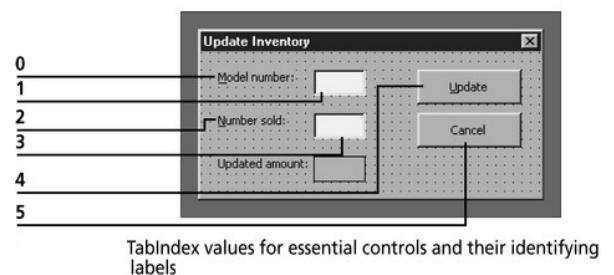 Update Inventory
0
Model number:
1
Update
2
Number sold:
Cancel
3
Updated amount:
4
5
TabIndex values for essential controls and their identifying
labels